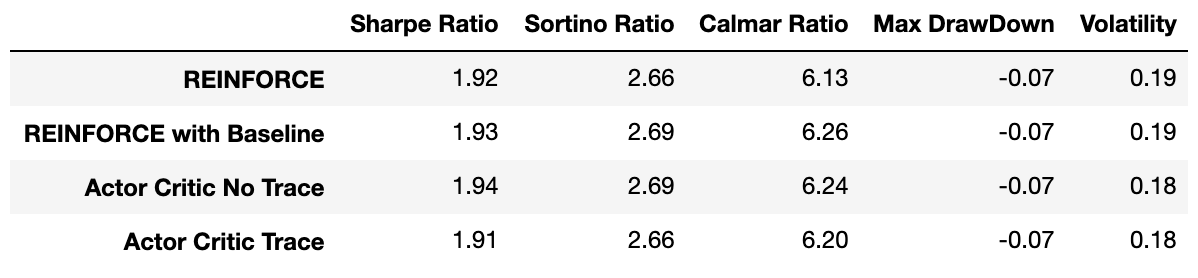 Sharpe Ratio Sortino Ratio Calmar Ratio Max DrawDown Volatility
REINFORCE 1.92 2.66 6.13 -0.07 0.19
REINFORCE with Baseline 1.93 2.69 6.26 -0.07 0.19
Actor Critic No Trace 1.94 2.69 6.24 -0.07 0.18
Actor Critic Trace 1.91 2.66 6.20 -0.07 0.18